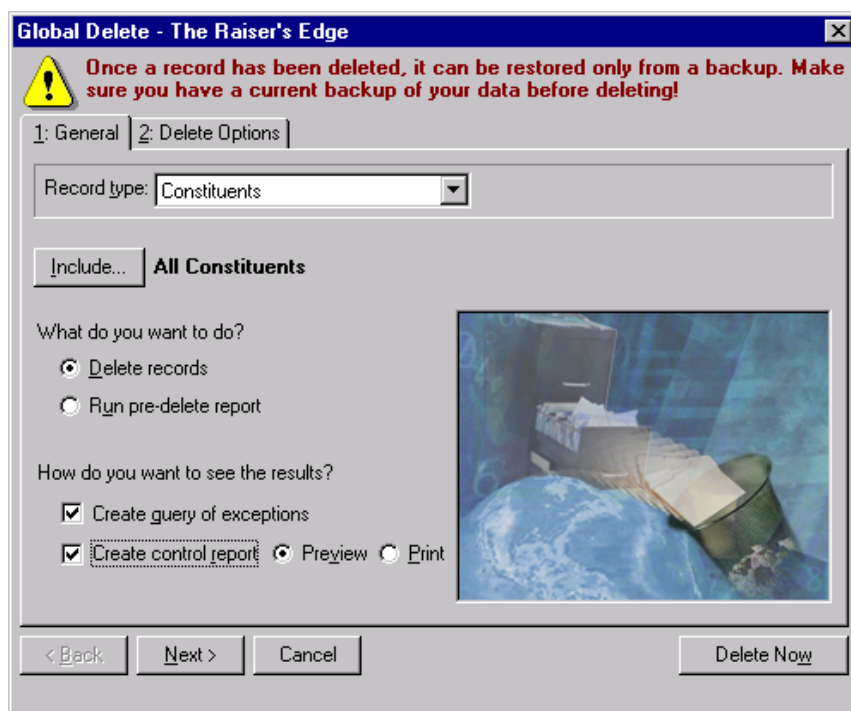 Global Delete - The Raiser's Edge
Once a record has been deleted, it can be restored only from a backup. Make
sure you have a current backup of your data before deleting!
1: General 2: Delete Options
Record type: Constituents
Include... All Constituents
What do you want to do?
Delete records
Run pre-delete report
How do you want to see the results?
Create query of exceptions
Create control report Preview Print
< Back Next > Cancel Delete Now